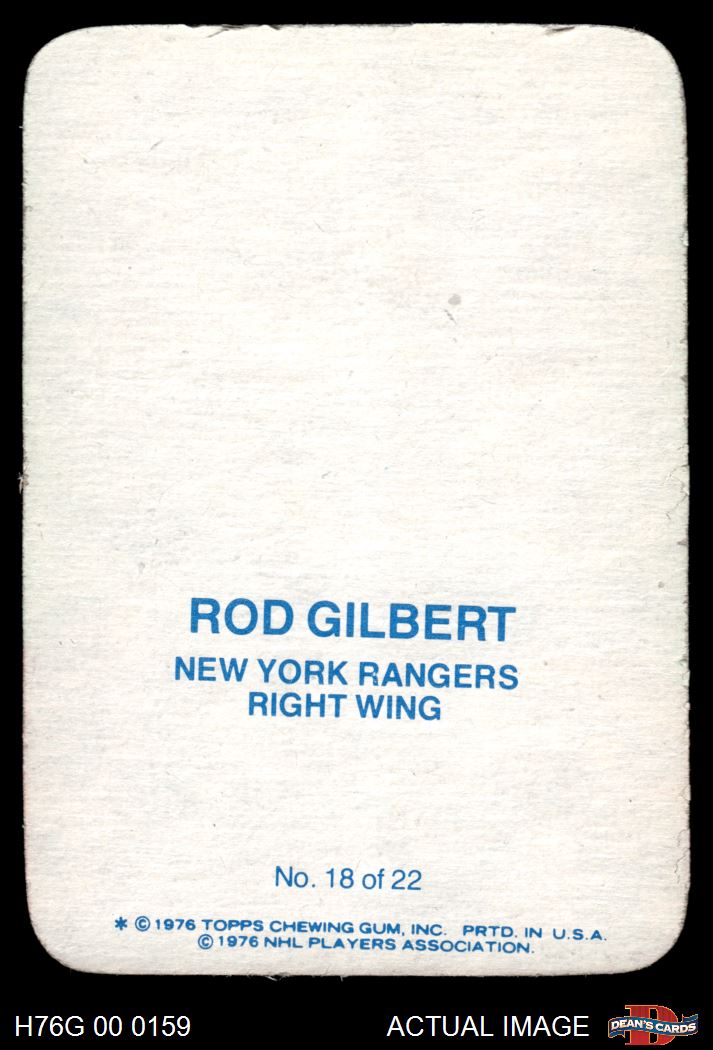 ROD GILBERT
NEW YORK RANGERS
RIGHT WING
No. 18 of 22
* © 1976 TOPPS CHEWING GUM, INC. PRTD. IN U.S.A.
© 1976 NHL PLAYERS ASSOCIATION.
H76G 00 0159 ACTUAL IMAGE DEAN'S CARDS